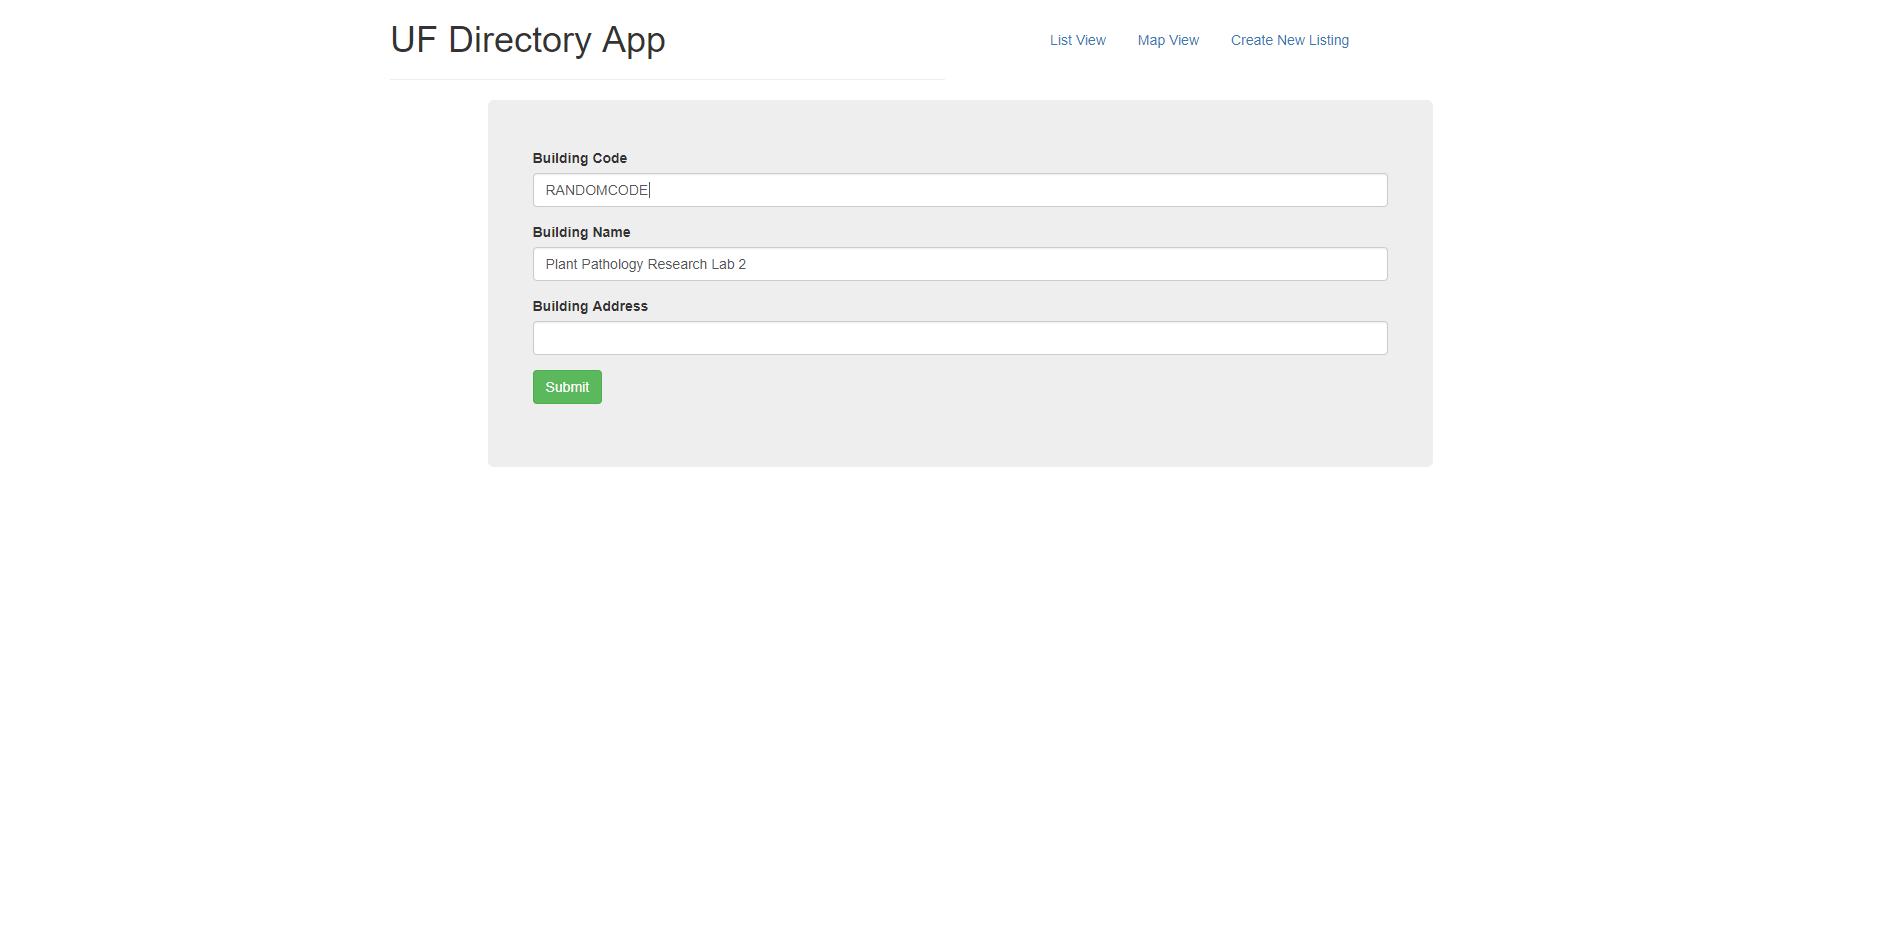 UF Directory App
List View Map View Create New Listing
Building Code
RANDOMCODE
Building Name
Plant Pathology Research Lab 2
Building Address
Submit